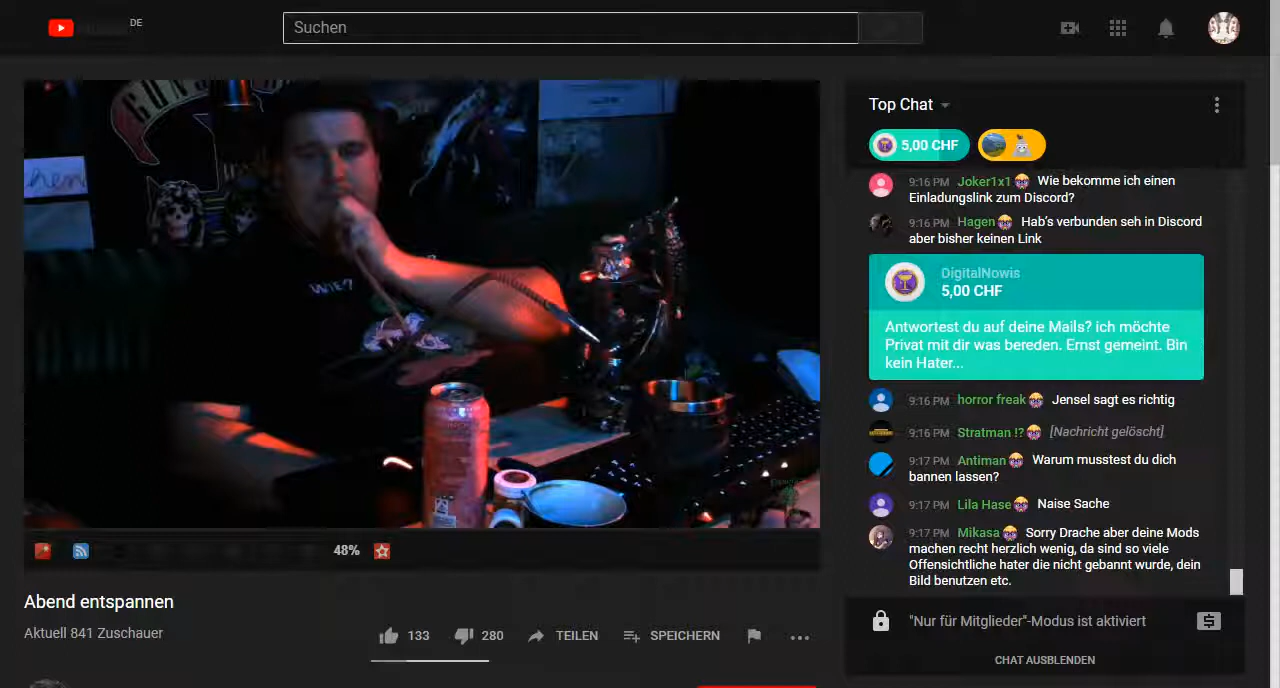 DE
Suchen
GUNS
hen
WIE?
48%
Abend entspannen
Aktuell 841 Zuschauer
133
280
TEILEN
SPEICHERN
Top Chat
5,00 CHF
9:16 PM Joker1x1 Wie bekomme ich einen
Einladungslink zum Discord?
9:16 PM Hagen Hab's verbunden seh in Discord
aber bisher keinen Link
DigitalNowis
5,00 CHF
Antwortest du auf deine Mails? ich möchte
Privat mit dir was bereden. Ernst gemeint. Bin
kein Hater...
9:16 PM horror freak Jensel sagt es richtig
9:16 PM Stratman !? [Nachricht gelöscht]
9:17 PM Antiman Warum musstest du dich
bannen lassen?
9:17 PM Lila Hase Naise Sache
9:17 PM Mikasa Sorry Drache aber deine Mods
machen recht herzlich wenig, da sind so viele
Offensichtliche hater die nicht gebannt wurde, dein
Bild benutzen etc.
"Nur für Mitglieder"-Modus ist aktiviert
CHAT AUSBLENDEN